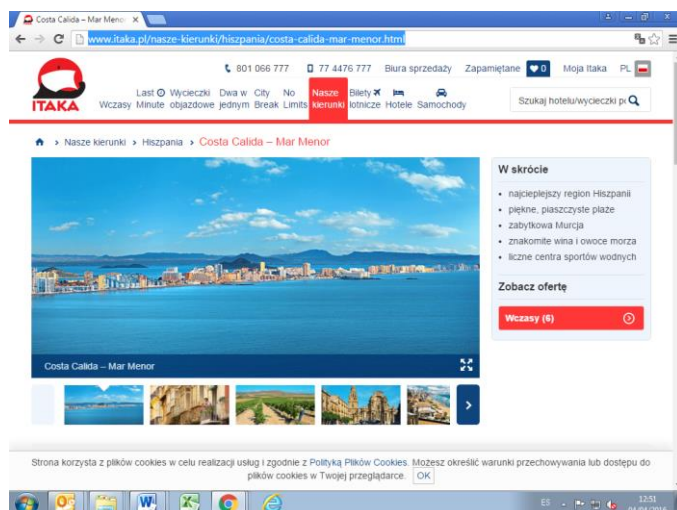 Costa Calida – Mar Meno
www.itaka.pl/nasze-kierunki/hiszpania/costa-calida-mar-menor.html
801 066 777 77 4476 777 Biura sprzedaży Zapamiętane 0 Moja Itaka PL
ITAKA
Wczasy Last Minute Wycieczki objazdowe Dwa w jednym City Break No Limits Nasze kierunki Bilety lotnicze Hotele Samochody
Szukaj hotelu/wycieczki pr
Nasze kierunki Hiszpania Costa Calida – Mar Menor
Costa Calida – Mar Menor
W skrócie
najcieplejszy region Hiszpanii
piękne, piaszczyste plaże
zabytkowa Murcja
znakomite wina i owoce morza
liczne centra sportów wodnych
Zobacz ofertę
Wczasy (6)
Strona korzysta z plików cookies w celu realizacji usług i zgodnie z Polityką Plików Cookies. Możesz określić warunki przechowywania lub dostępu do
plików cookies w Twojej przeglądarce. OK
ES 12:51
04/04/2016